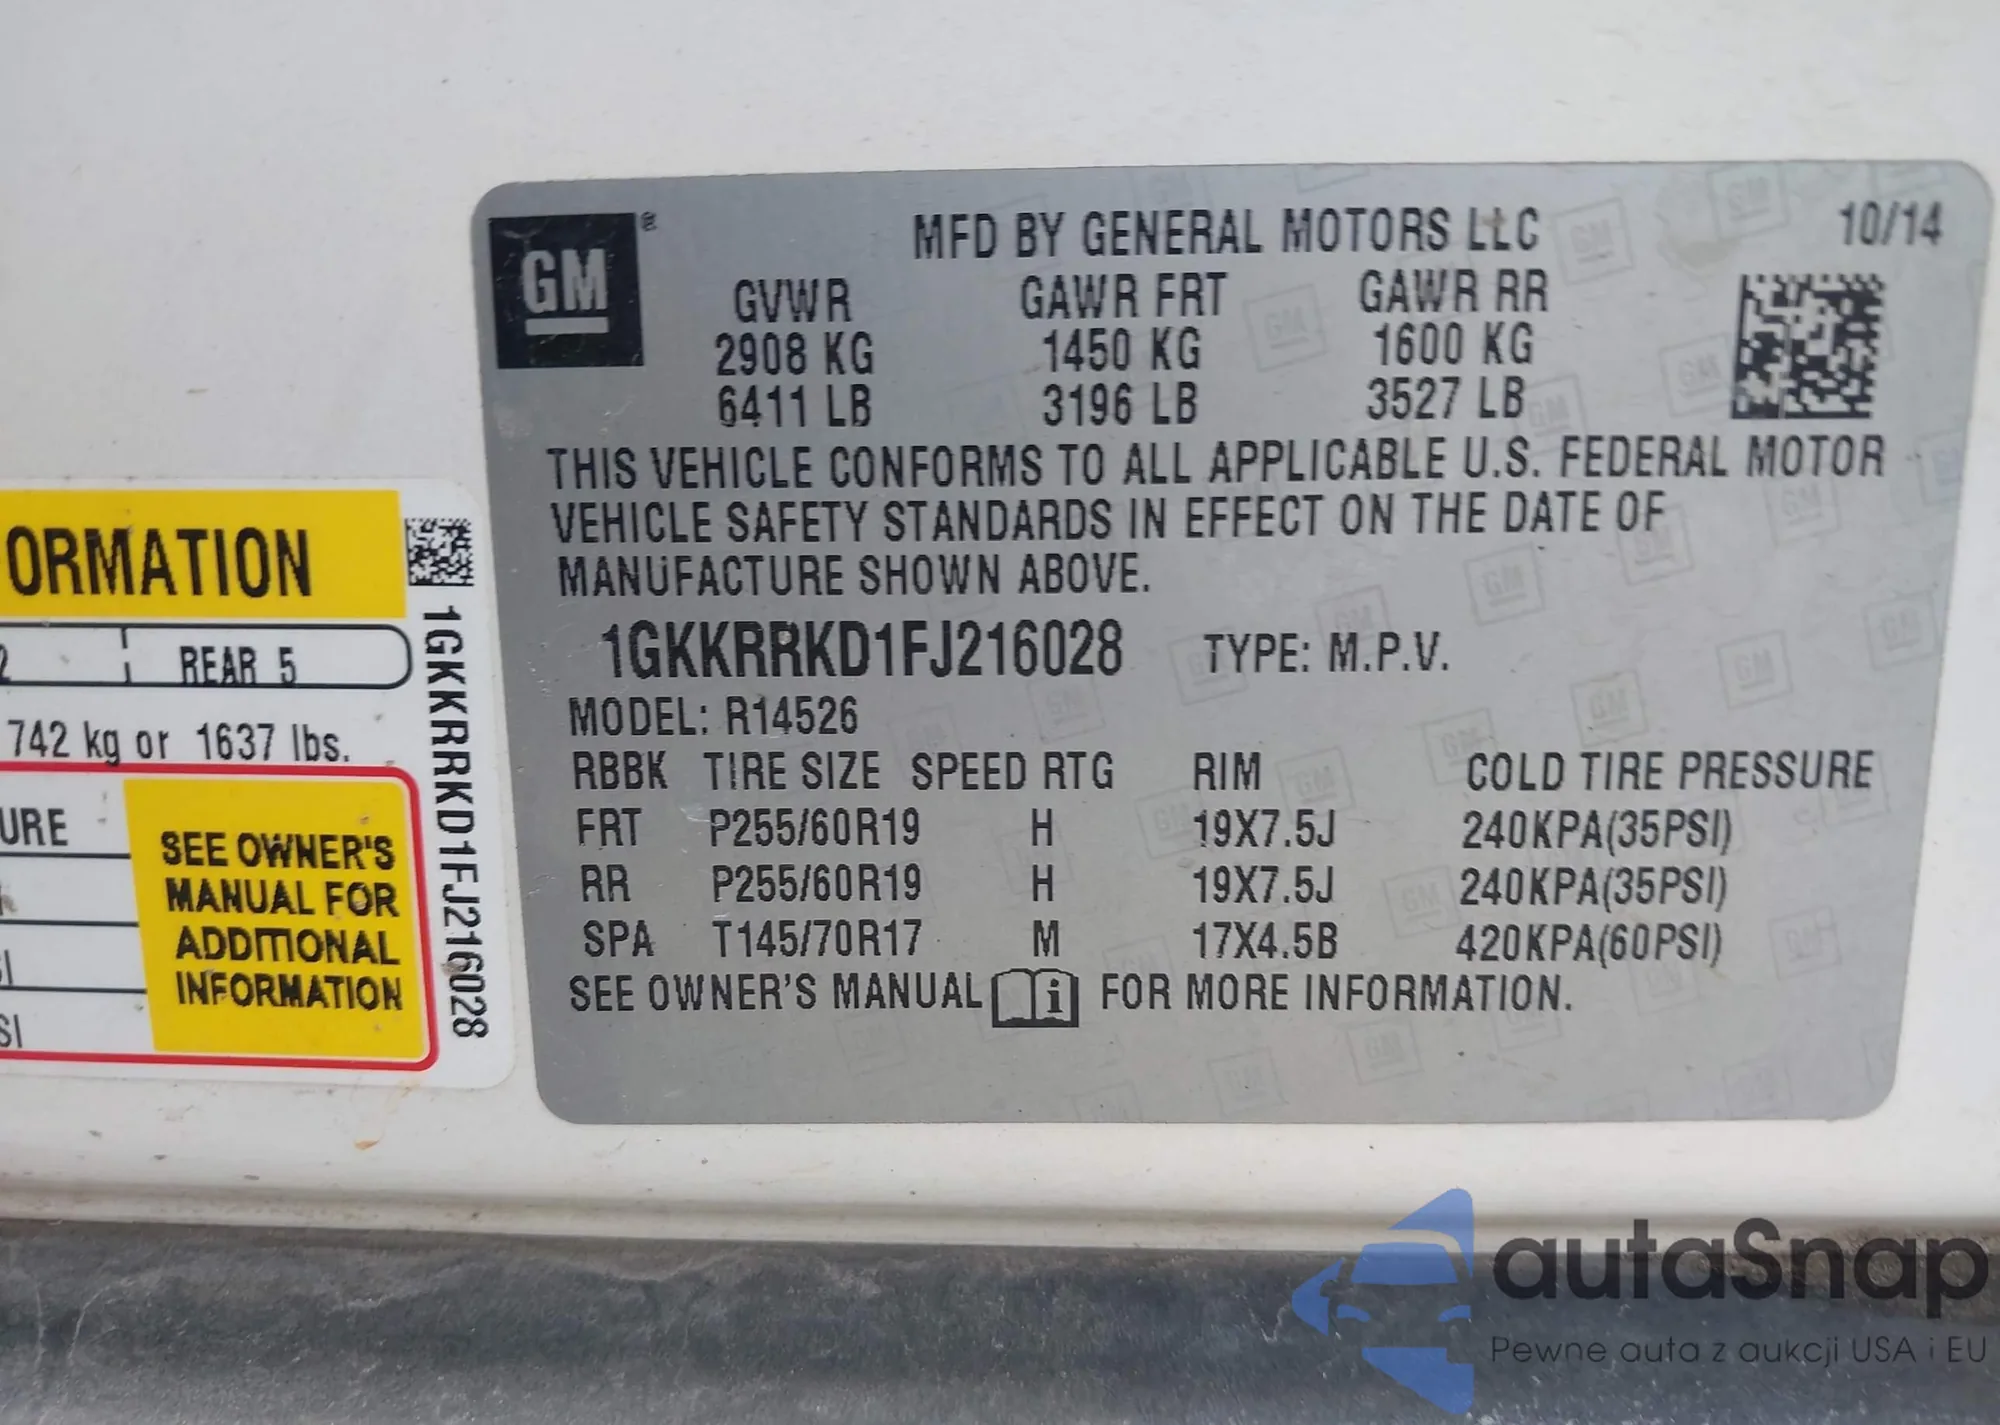 GM ®
MFD BY GENERAL MOTORS LLC 10/14
GVWR GAWR FRT GAWR RR
2908 KG 1450 KG 1600 KG
6411 LB 3196 LB 3527 LB
THIS VEHICLE CONFORMS TO ALL APPLICABLE U.S. FEDERAL MOTOR
VEHICLE SAFETY STANDARDS IN EFFECT ON THE DATE OF
MANUFACTURE SHOWN ABOVE.
1GKKRRKD1FJ216028 TYPE: M.P.V.
MODEL: R14526
RBBK TIRE SIZE SPEED RTG RIM COLD TIRE PRESSURE
FRT P255/60R19 H 19X7.5J 240KPA(35PSI)
RR P255/60R19 H 19X7.5J 240KPA(35PSI)
SPA T145/70R17 M 17X4.5B 420KPA(60PSI)
SEE OWNER'S MANUAL i FOR MORE INFORMATION.
ORMATION
2 REAR 5
742 kg or 1637 lbs.
URE
SI
SEE OWNER'S
MANUAL FOR
ADDITIONAL
INFORMATION
1GKKRRKD1FJ216028
autaSnap
Pewne auta z aukcji USA i EU